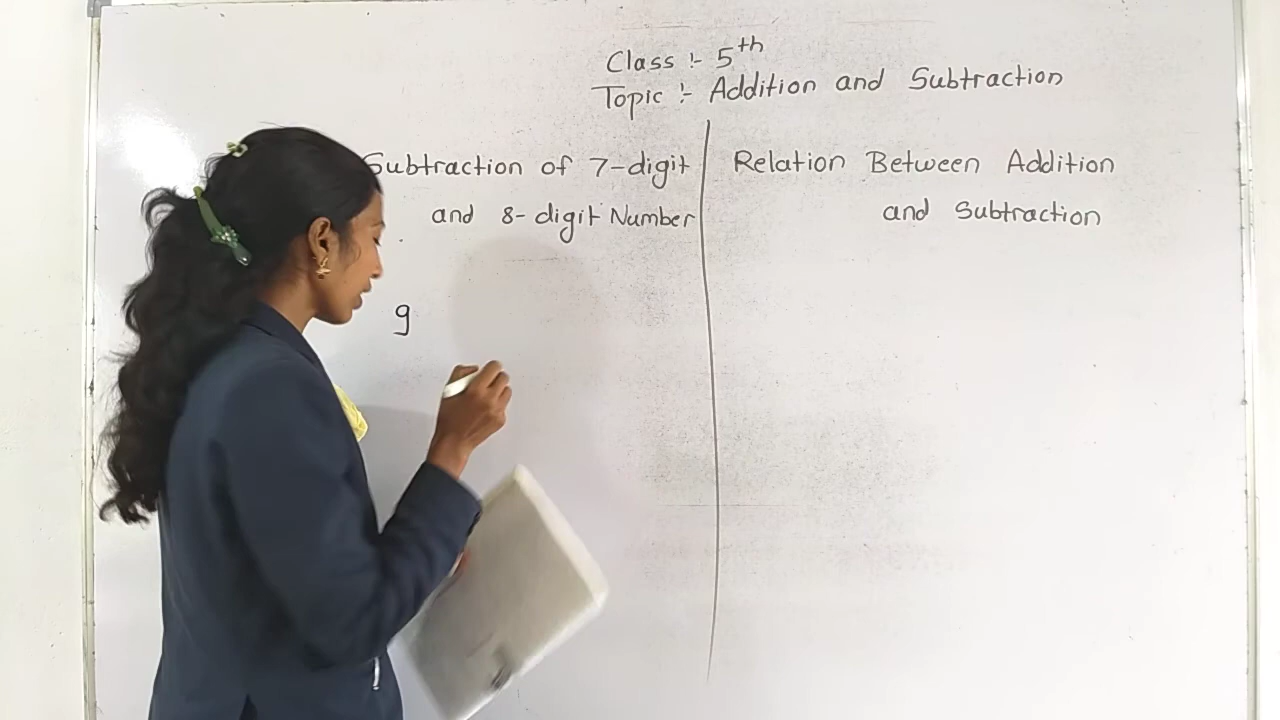 Class :- 5th
Topic :- Addition and Subtraction
Subtraction of 7-digit
and 8-digit Number
9
Relation Between Addition
and Subtraction